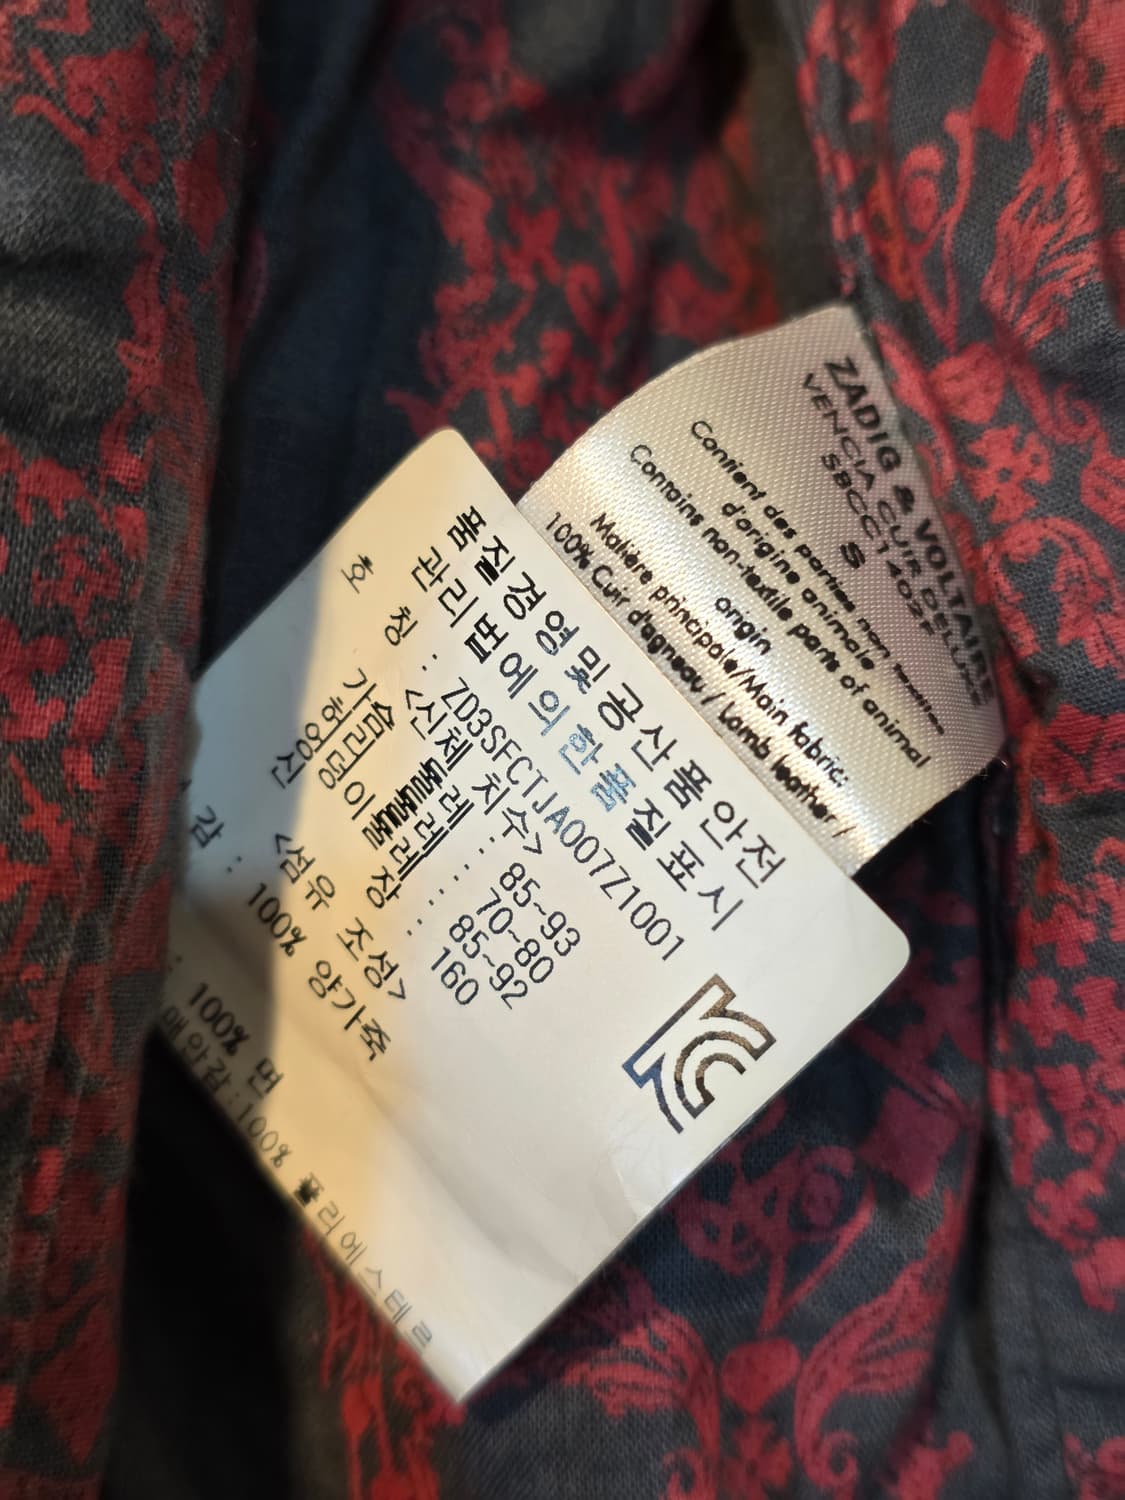 ZADIG & VOLTAIRE
VENCIA CUIR DELUXE
SBCC1402F
S
Contient des parties non textiles
d'origine animale
Contains non-textile parts of animal
origin
Matière principale/Main fabric:
100% Cuir d'agneau / Lamb leather /
품질경영및공산품안전
관리법에의한품질표시
호 칭 : ZD3SFCTJA007Z1001
<신체 치수>
가슴둘레 : 85~93
허리둘레 : 70~80
엉덩이둘레 : 85~92
신 장 : 160
<섬유 조성>
감 : 100% 양가죽
: 100% 면
매안감 : 100% 폴리에스테르